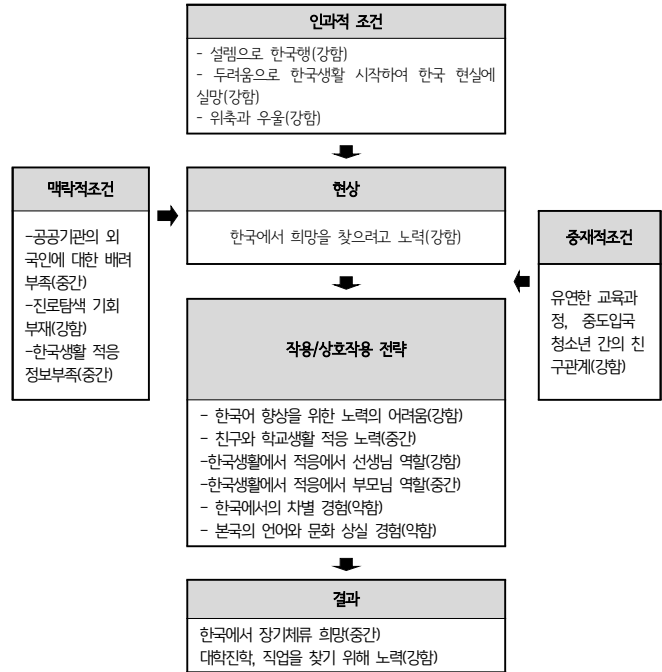 인과적 조건
- 설렘으로 한국행(강함)
- 두려움으로 한국생활 시작하여 한국 현실에
실망(강함)
- 위축과 우울(강함)
맥락적조건
-공공기관의 외
국인에 대한 배려
부족(중간)
-진로탐색 기회
부재(강함)
-한국생활 적응
정보부족(중간)
현상
한국에서 희망을 찾으려고 노력(강함)
중재적조건
유연한 교육과
정, 중도입국
청소년 간의 친
구관계(강함)
작용/상호작용 전략
- 한국어 향상을 위한 노력의 어려움(강함)
- 친구와 학교생활 적응 노력(중간)
-한국생활에서 적응에서 선생님 역할(강함)
-한국생활에서 적응에서 부모님 역할(중간)
- 한국에서의 차별 경험(약함)
- 본국의 언어와 문화 상실 경험(약함)
결과
한국에서 장기체류 희망(중간)
대학진학, 직업을 찾기 위해 노력(강함)